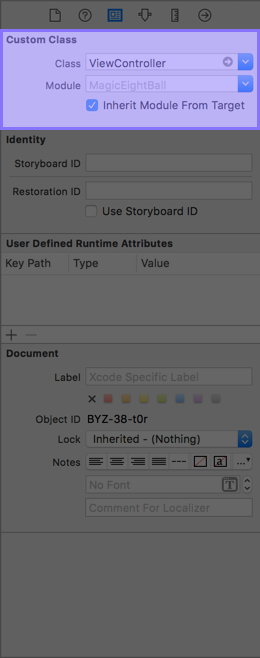 Custom Class
Class ViewController
Module MagicEightBall
Inherit Module From Target
Identity
Storyboard ID
Restoration ID
Use Storyboard ID
User Defined Runtime Attributes
Key Path Type Value
Document
Label Xcode Specific Label
Object ID BYZ-38-t0r
Lock Inherited - (Nothing)
Notes
No Font
Comment For Localizer